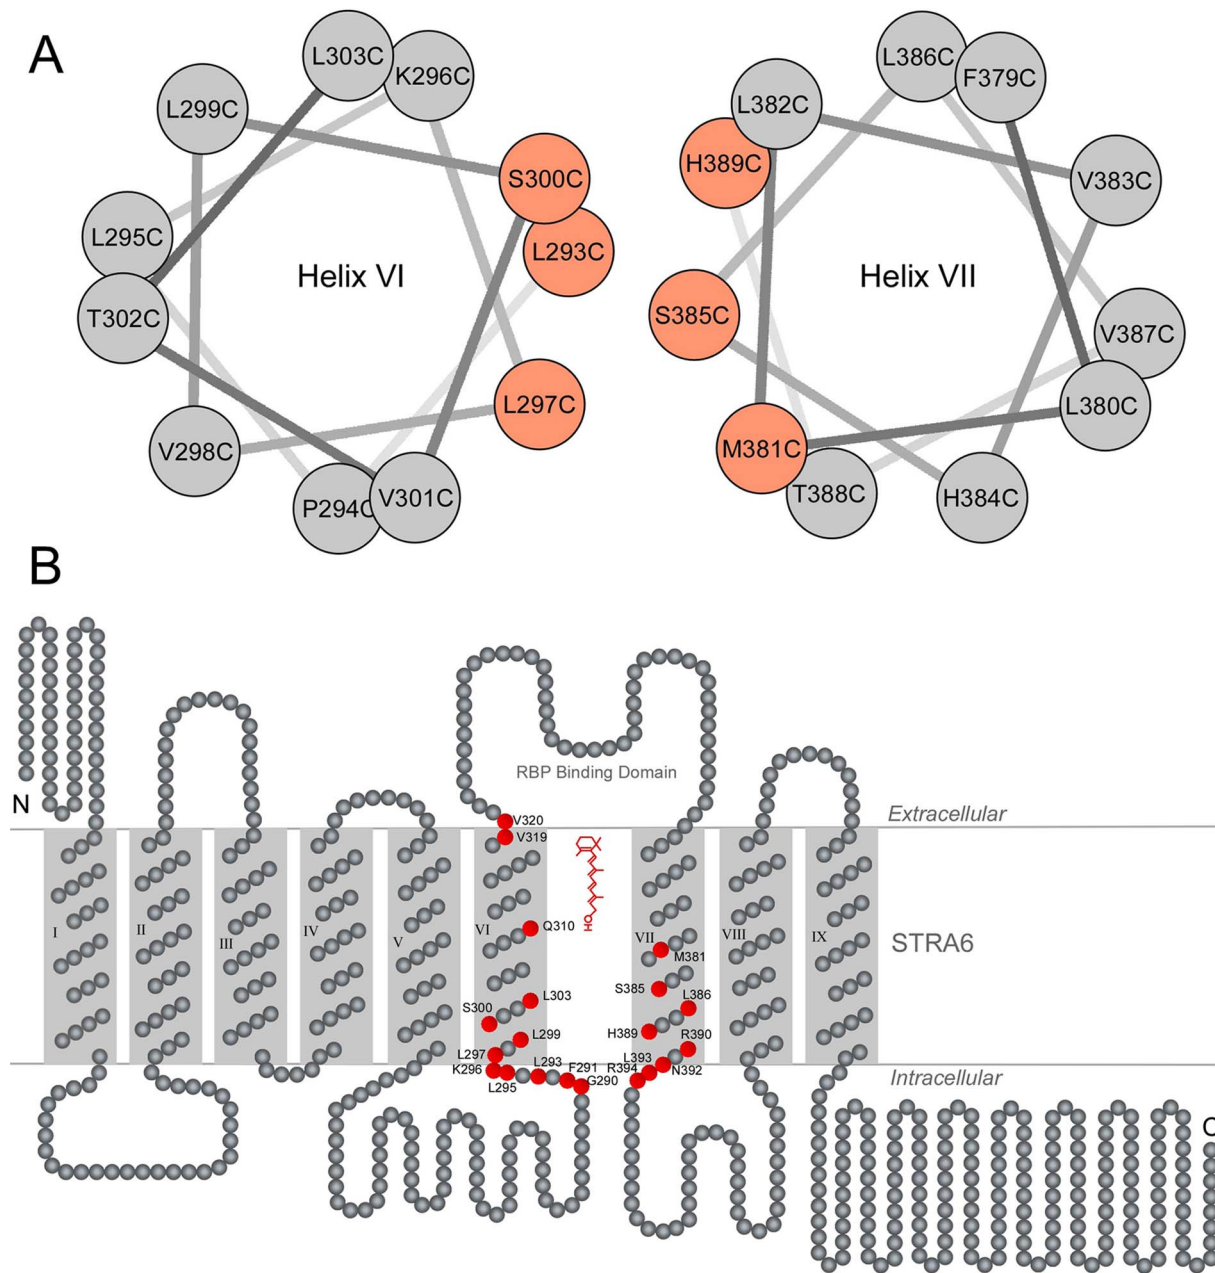 A
L303C
K296C
L299C
S300C
L293C
L295C
Helix VI
T302C
L297C
V298C
P294C
V301C
L386C
F379C
L382C
H389C
V383C
Helix VII
S385C
V387C
L380C
M381C
T388C
H384C
B
RBP Binding Domain
N
V320
V319
Extracellular
I
II
III
IV
V
VI
VII
VIII
IX
STRA6
HO
Q310
M381
L303
S300
S385
L386
L299
H389
R390
L297
L293
F291
L393
K296
L295
G290
R394
N392
Intracellular
C